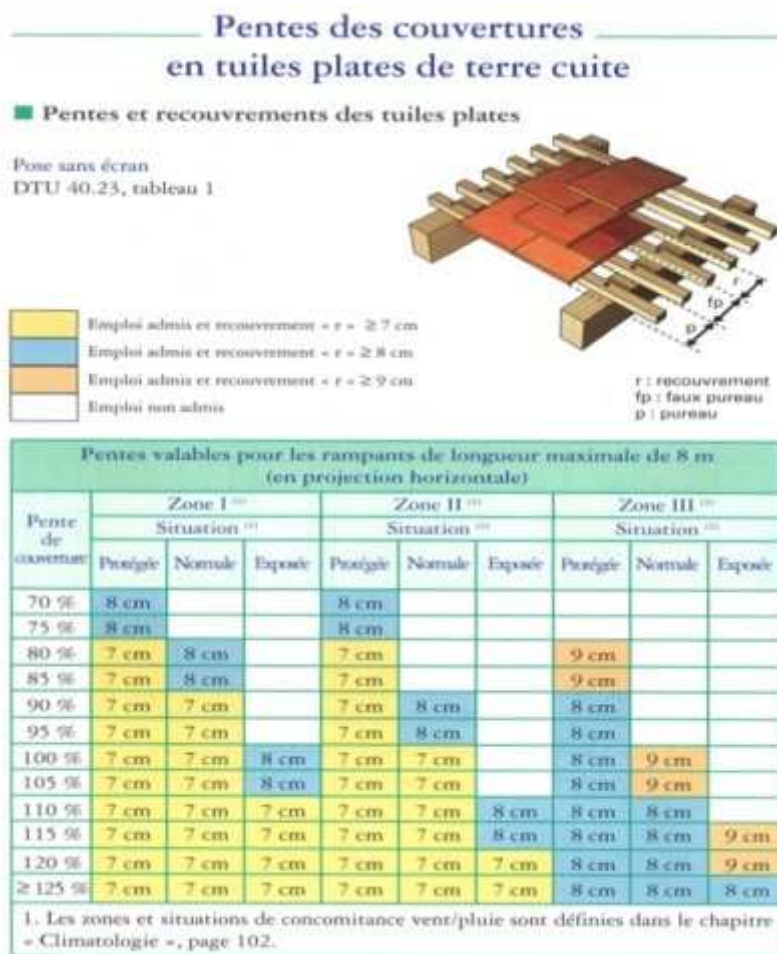 Pentes des couvertures
en tuiles plates de terre cuite
Pentes et recouvrements des tuiles plates
Pose sans écran
DTU 40.23, tableau 1
r
fp
p
Emploi admis et recouvrement « r » ≥ 7 cm
Emploi admis et recouvrement « r » ≥ 8 cm
Emploi admis et recouvrement « r » ≥ 9 cm
Emploi non admis
r : recouvrement
fp : faux pureau
p : pureau
Pentes valables pour les rampants de longueur maximale de 8 m
(en projection horizontale)
Pente de couverture
Zone I Zone II Zone III
Situation Situation Situation
Protégée Normale Exposée Protégée Normale Exposée Protégée Normale Exposée
70 % 8 cm 8 cm
75 % 8 cm 8 cm
80 % 7 cm 8 cm 7 cm 9 cm
85 % 7 cm 8 cm 7 cm 9 cm
90 % 7 cm 7 cm 7 cm 8 cm 8 cm
95 % 7 cm 7 cm 7 cm 8 cm 8 cm
100 % 7 cm 7 cm 8 cm 7 cm 7 cm 8 cm 9 cm
105 % 7 cm 7 cm 8 cm 7 cm 7 cm 8 cm 9 cm
110 % 7 cm 7 cm 7 cm 7 cm 7 cm 8 cm 8 cm 8 cm
115 % 7 cm 7 cm 7 cm 7 cm 7 cm 8 cm 8 cm 8 cm 9 cm
120 % 7 cm 7 cm 7 cm 7 cm 7 cm 7 cm 8 cm 8 cm 9 cm
≥ 125 % 7 cm 7 cm 7 cm 7 cm 7 cm 7 cm 8 cm 8 cm 8 cm
1. Les zones et situations de concomitance vent/pluie sont définies dans le chapitre
« Climatologie », page 102.